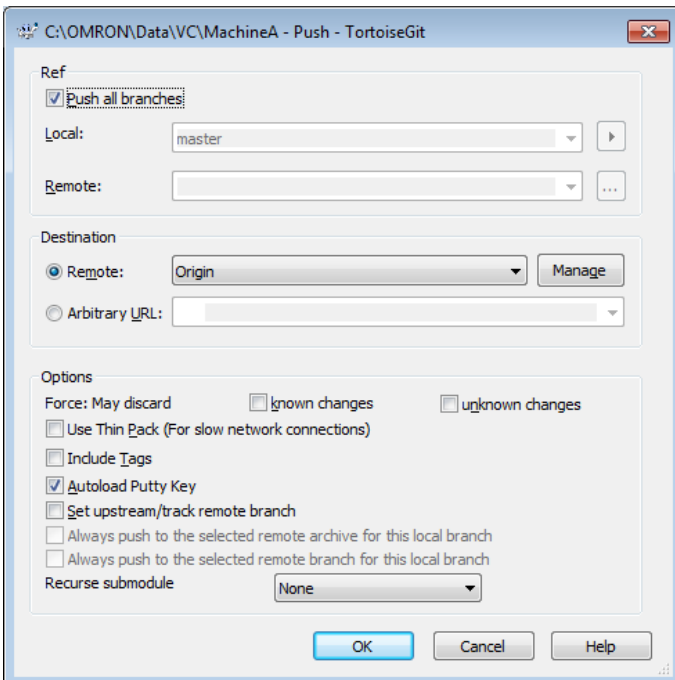 C:\OMRON\Data\VC\MachineA - Push - TortoiseGit
Ref
Push all branches
Local:
master
Remote:
...
Destination
Remote:
Origin
Manage
Arbitrary URL:
Options
Force: May discard
known changes
unknown changes
Use Thin Pack (For slow network connections)
Include Tags
Autoload Putty Key
Set upstream/track remote branch
Always push to the selected remote archive for this local branch
Always push to the selected remote branch for this local branch
Recurse submodule
None
OK
Cancel
Help